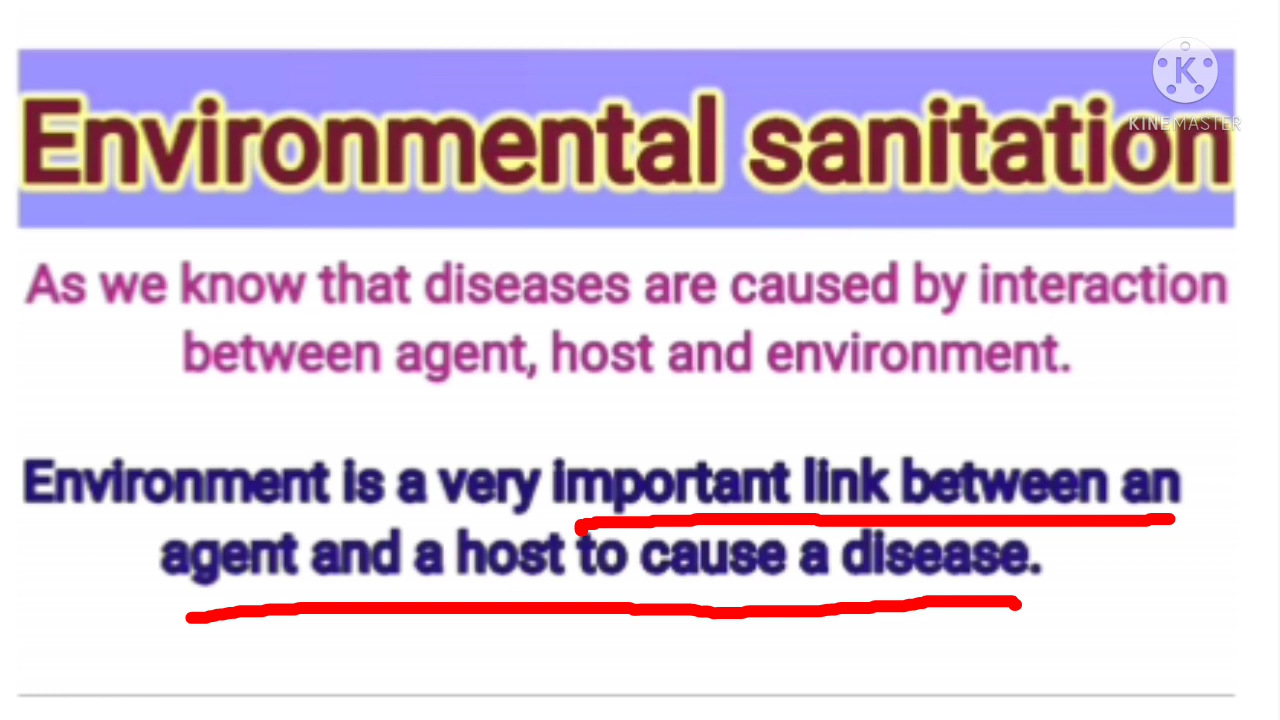 Environmental sanitation
K
KINEMASTER
As we know that diseases are caused by interaction
between agent, host and environment.
Environment is a very important link between an
agent and a host to cause a disease.